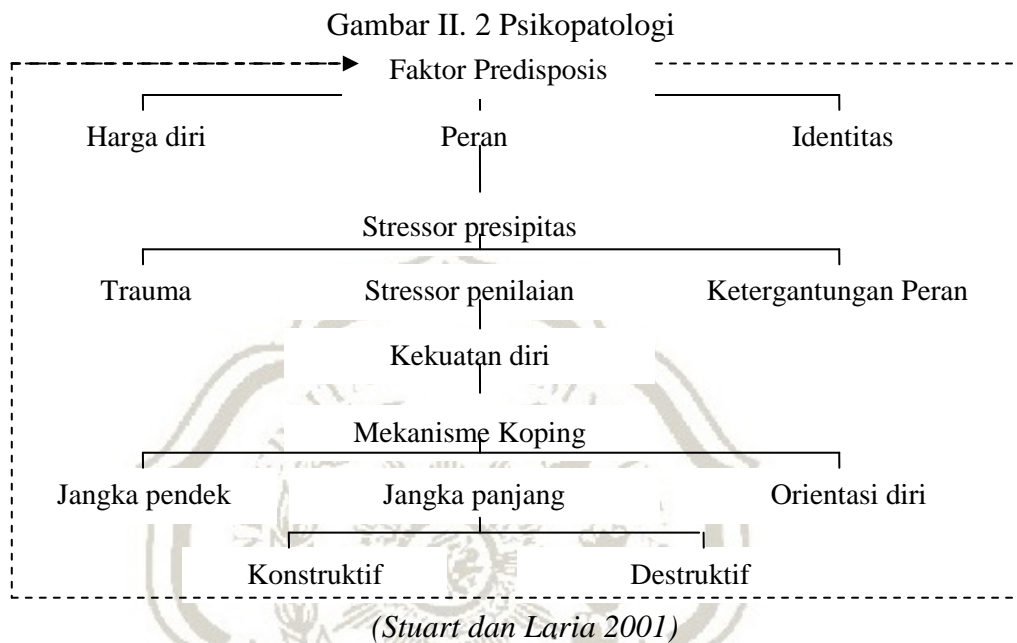 Gambar II. 2 Psikopatologi
Faktor Predisposis
Harga diri Peran Identitas
Stressor presipitas
Trauma Stressor penilaian Ketergantungan Peran
Kekuatan diri
Mekanisme Koping
Jangka pendek Jangka panjang Orientasi diri
Konstruktif Destruktif
(Stuart dan Laria 2001)